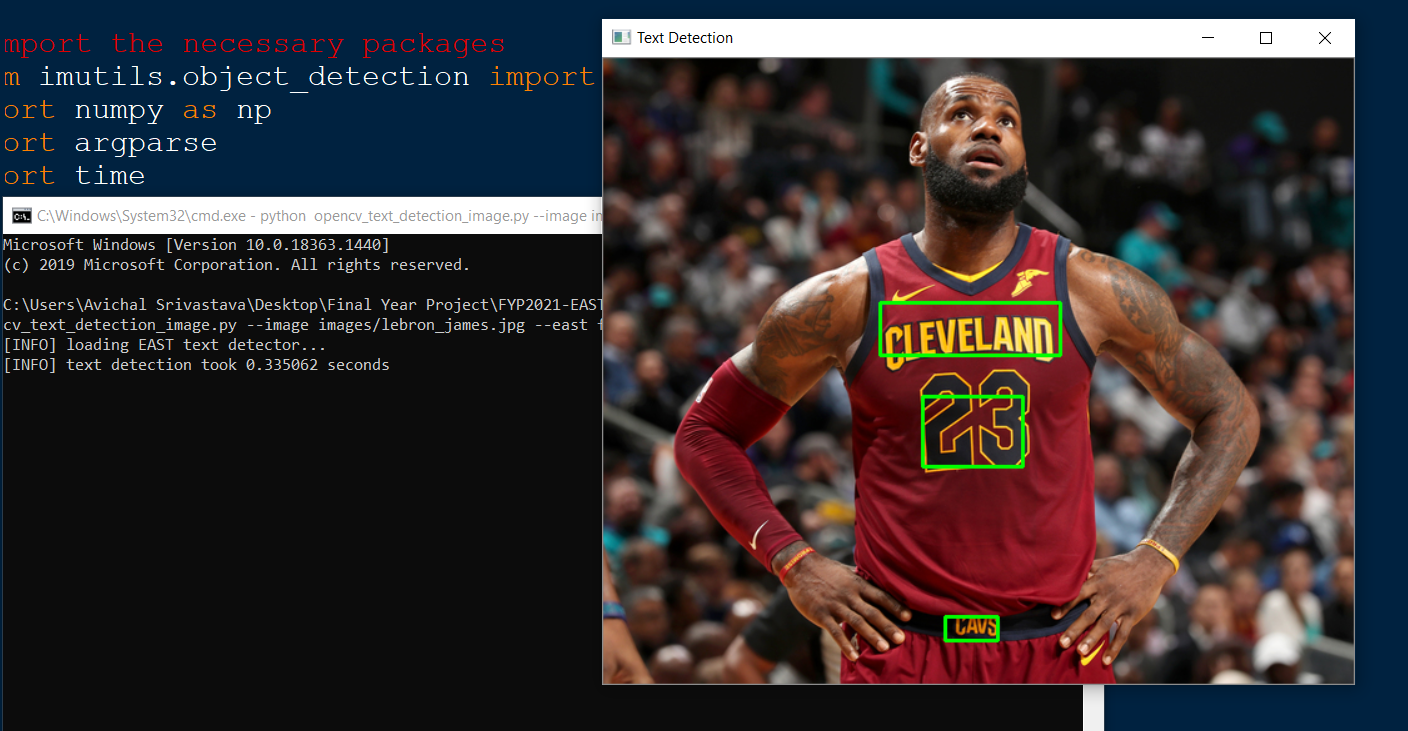 mport the necessary packages
m imutils.object_detection import
ort numpy as np
ort argparse
ort time
C:\Windows\System32\cmd.exe - python  opencv_text_detection_image.py --image im
Microsoft Windows [Version 10.0.18363.1440]
(c) 2019 Microsoft Corporation. All rights reserved.
C:\Users\Avichal Srivastava\Desktop\Final Year Project\FYP2021-EAST
cv_text_detection_image.py --image images/lebron_james.jpg --east f
[INFO] loading EAST text detector...
[INFO] text detection took 0.335062 seconds
Text Detection
CLEVELAND
23
CAVS